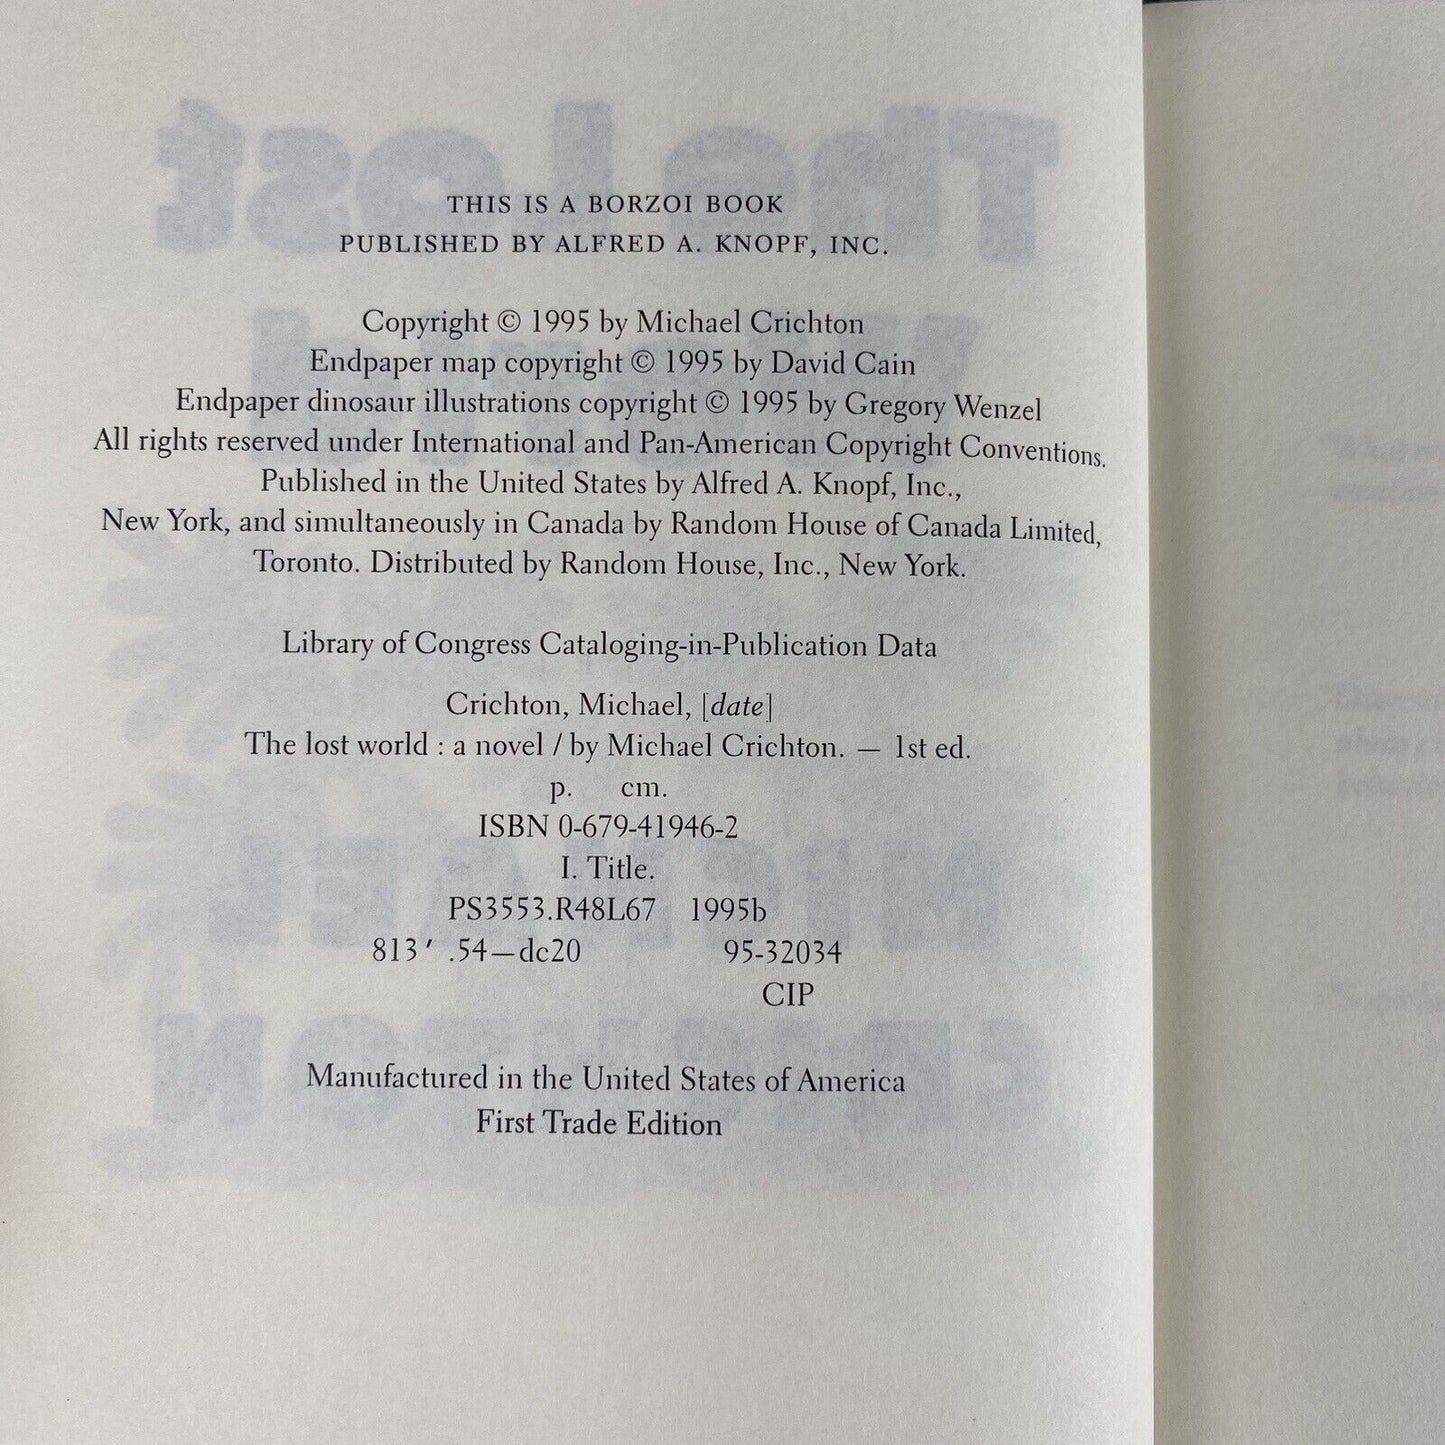 THIS IS A BORZOI BOOK
PUBLISHED BY ALFRED A. KNOPF, INC.
Copyright © 1995 by Michael Crichton
Endpaper map copyright © 1995 by David Cain
Endpaper dinosaur illustrations copyright © 1995 by Gregory Wenzel
All rights reserved under International and Pan-American Copyright Conventions.
Published in the United States by Alfred A. Knopf, Inc.,
New York, and simultaneously in Canada by Random House of Canada Limited,
Toronto. Distributed by Random House, Inc., New York.
Library of Congress Cataloging-in-Publication Data
Crichton, Michael, [date]
The lost world : a novel / by Michael Crichton. — 1st ed.
p. cm.
ISBN 0-679-41946-2
I. Title.
PS3553.R48L67 1995b
813′ .54—dc20 95-32034
CIP
Manufactured in the United States of America
First Trade Edition